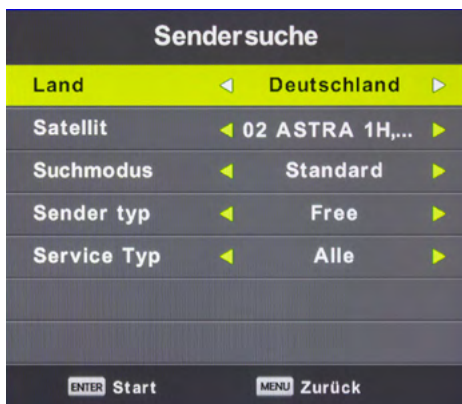 Sendersuche
Land Deutschland
Satellit 02 ASTRA 1H,...
Suchmodus Standard
Sender typ Free
Service Typ Alle
ENTER Start MENU Zurück